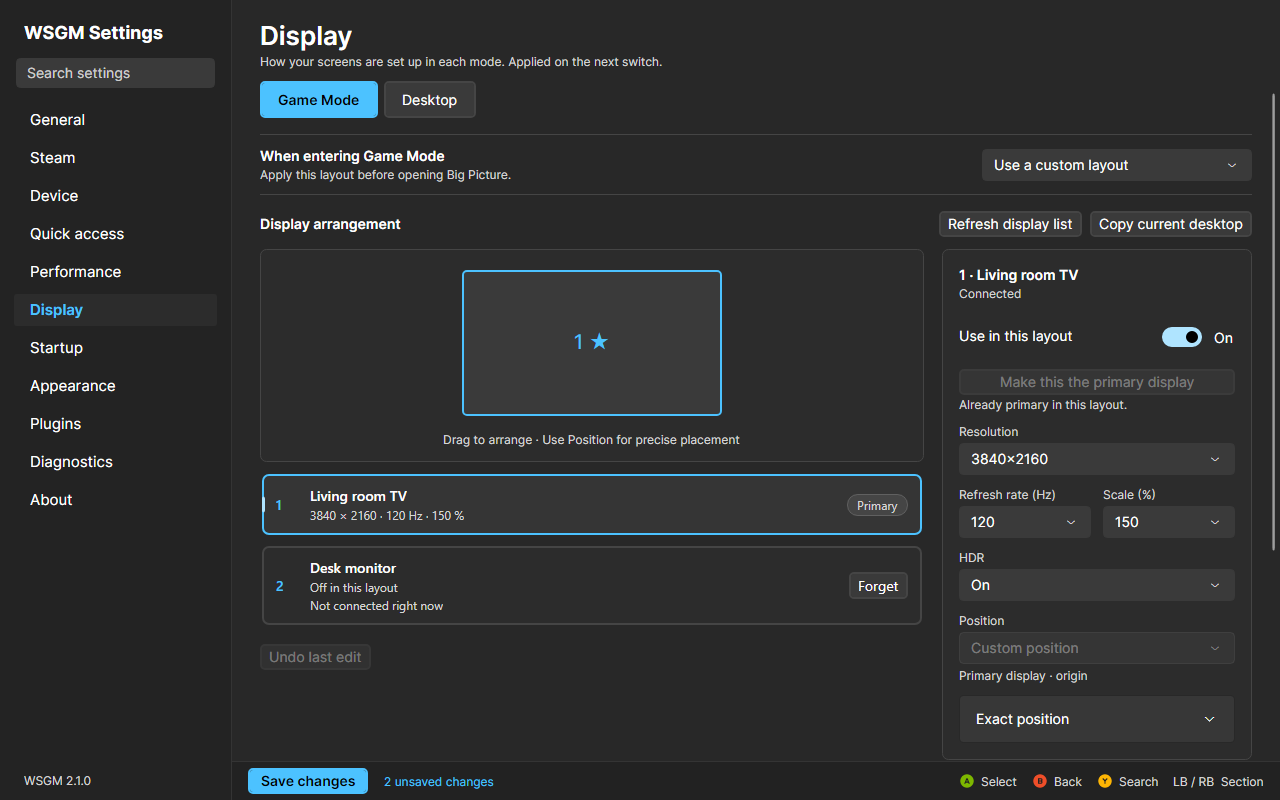 WSGM Settings
Search settings
General
Steam
Device
Quick access
Performance
Display
Startup
Appearance
Plugins
Diagnostics
About
WSGM 2.1.0
Display
How your screens are set up in each mode. Applied on the next switch.
Game Mode
Desktop
When entering Game Mode
Apply this layout before opening Big Picture.
Use a custom layout
Display arrangement
Refresh display list
Copy current desktop
1 ★
Drag to arrange · Use Position for precise placement
1
Living room TV
3840 × 2160 · 120 Hz · 150 %
Primary
2
Desk monitor
Off in this layout
Not connected right now
Forget
Undo last edit
1 · Living room TV
Connected
Use in this layout
On
Make this the primary display
Already primary in this layout.
Resolution
3840×2160
Refresh rate (Hz)
Scale (%)
120
150
HDR
On
Position
Custom position
Primary display · origin
Exact position
Save changes
2 unsaved changes
A Select
B Back
Y Search
LB / RB Section